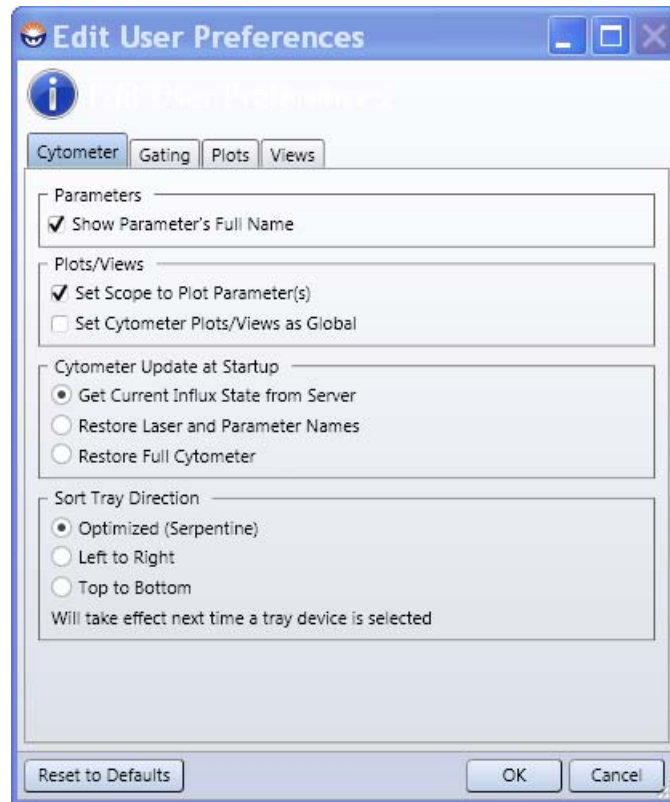 Edit User Preferences
Cytometer Gating Plots Views
Parameters
Show Parameter's Full Name
Plots/Views
Set Scope to Plot Parameter(s)
Set Cytometer Plots/Views as Global
Cytometer Update at Startup
Get Current Influx State from Server
Restore Laser and Parameter Names
Restore Full Cytometer
Sort Tray Direction
Optimized (Serpentine)
Left to Right
Top to Bottom
Will take effect next time a tray device is selected
Reset to Defaults OK Cancel